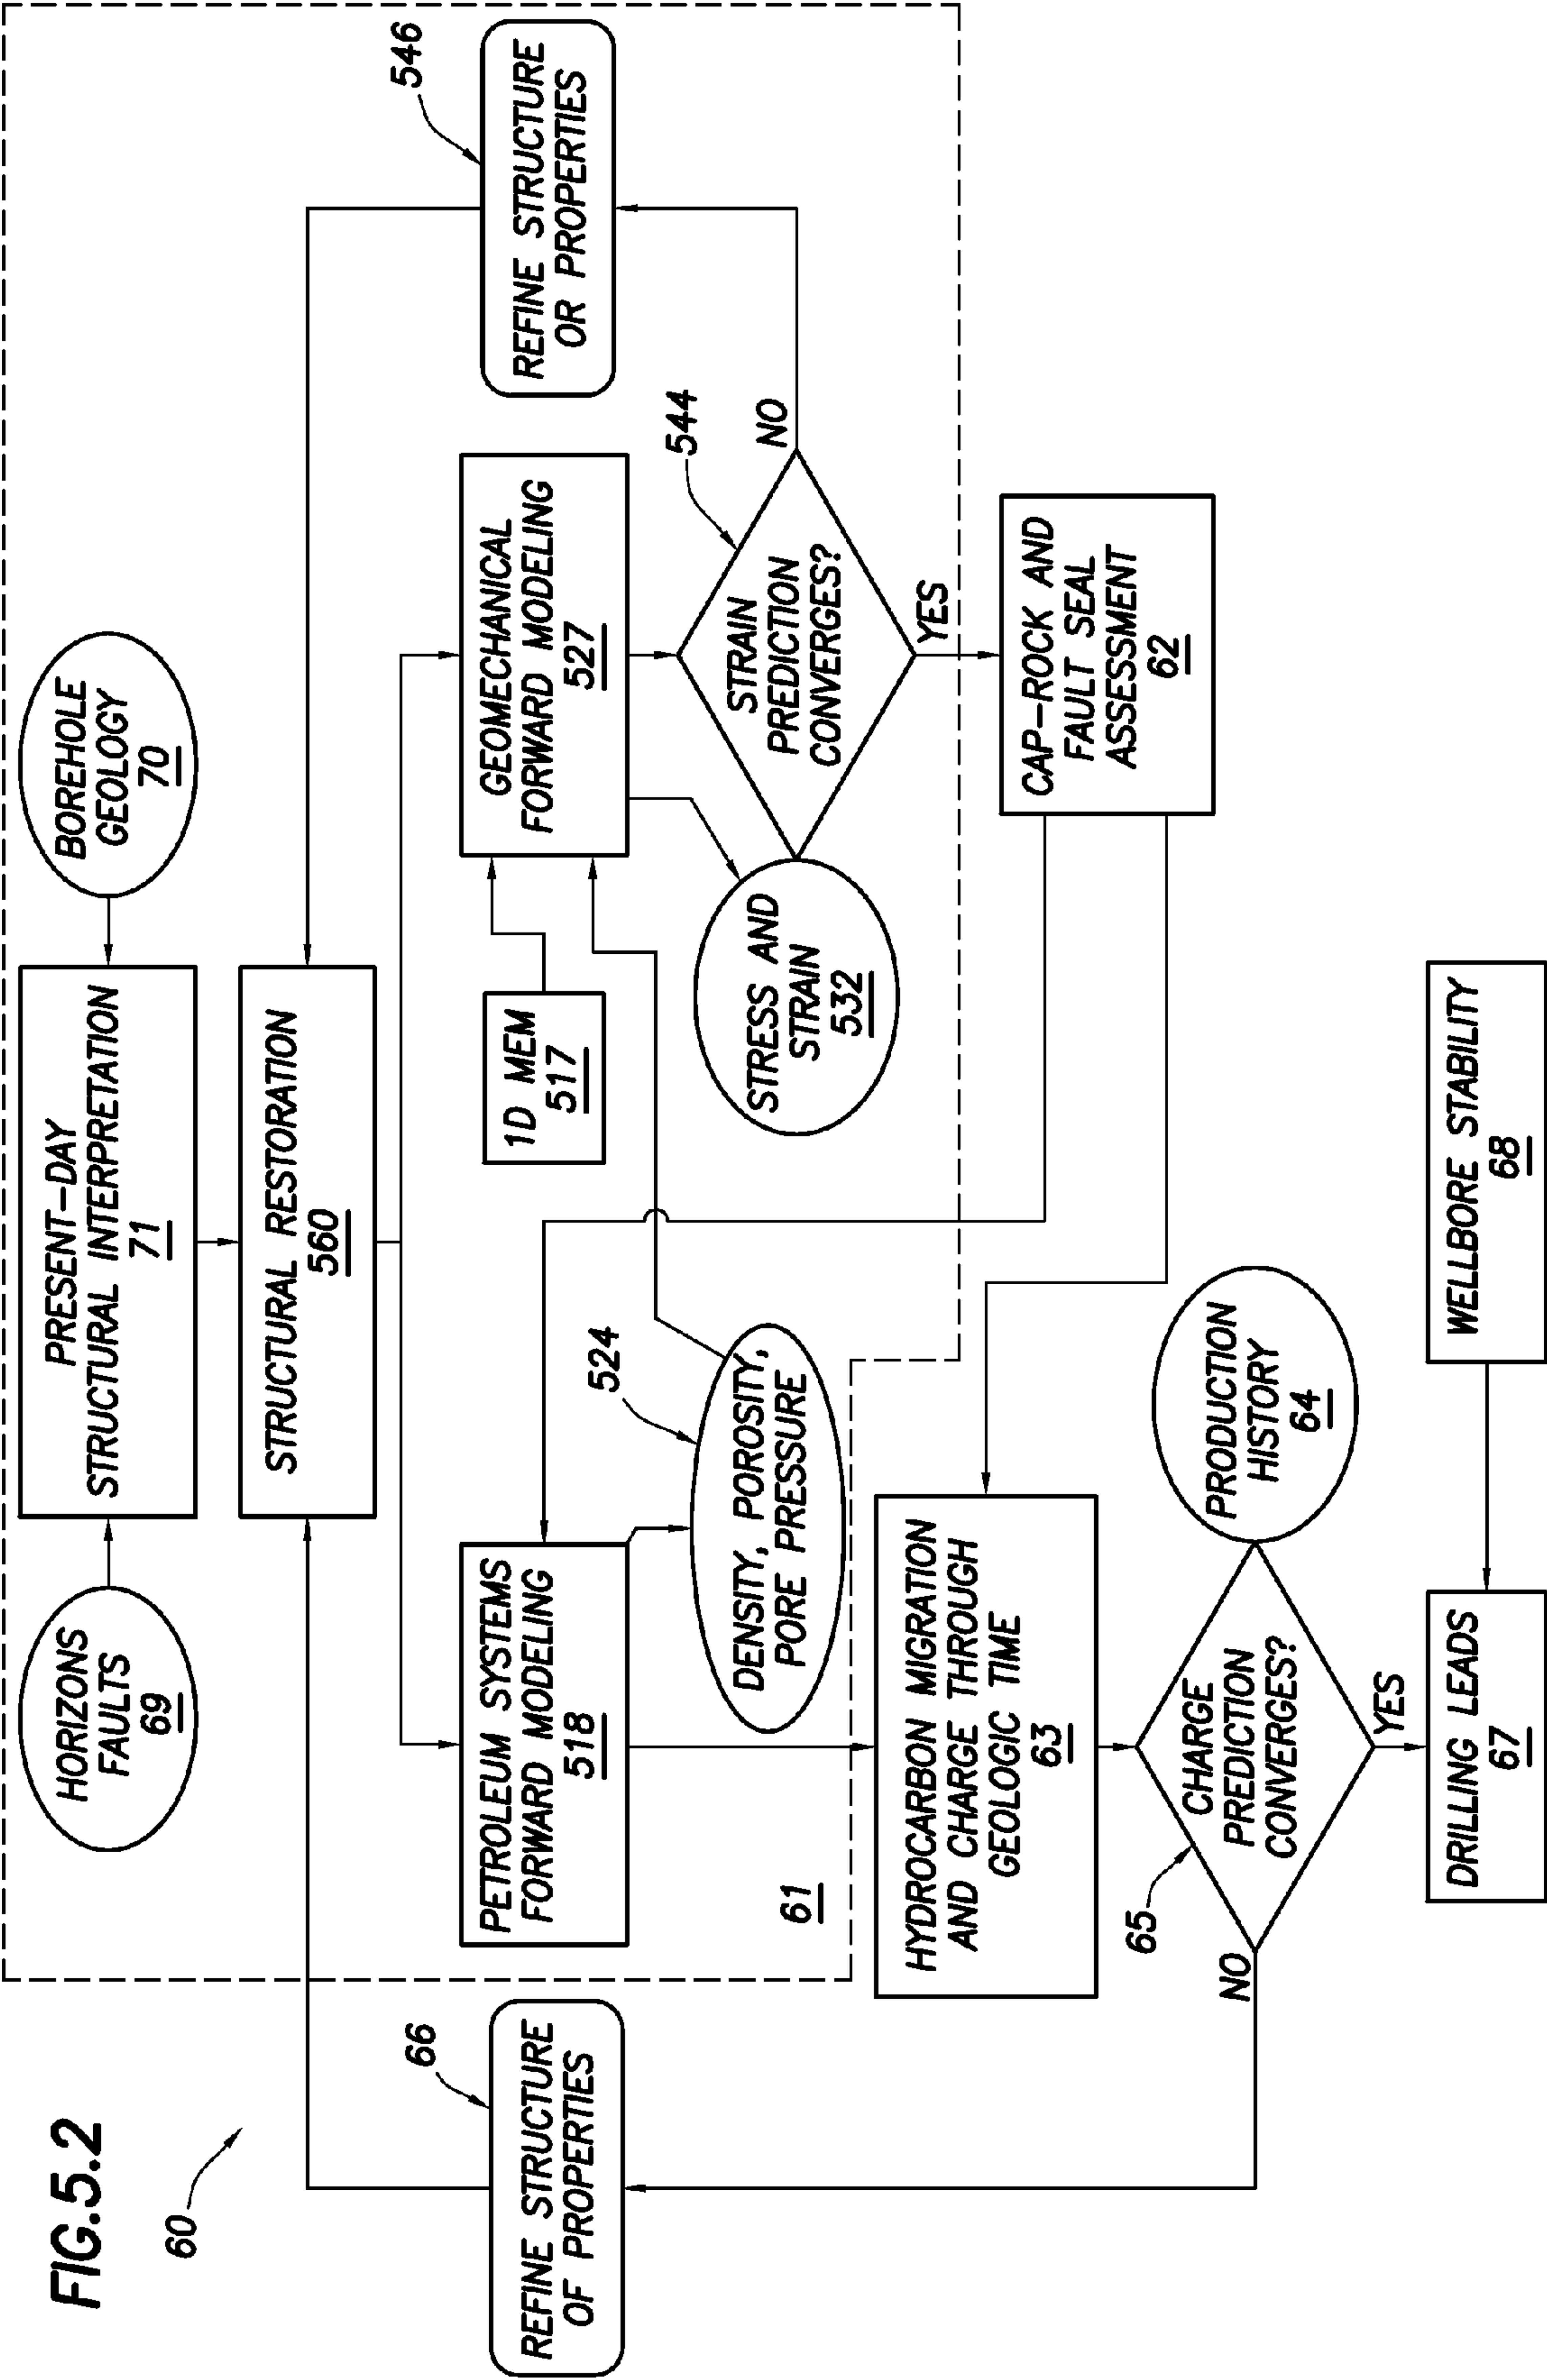 FIG.5.2
60
HORIZONS
FAULTS
69
PRESENT-DAY
STRUCTURAL INTERPRETATION
71
BOREHOLE
GEOLOGY
70
STRUCTURAL RESTORATION
560
66
REFINE STRUCTURE
OF PROPERTIES
PETROLEUM SYSTEMS
FORWARD MODELING
518
1D MEM
517
GEOMECHANICAL
FORWARD MODELING
527
546
REFINE STRUCTURE
OR PROPERTIES
524
DENSITY, POROSITY,
PORE PRESSURE
STRESS AND
STRAIN
532
544
STRAIN
PREDICTION
CONVERGES?
NO
YES
61
HYDROCARBON MIGRATION
AND CHARGE THROUGH
GEOLOGIC TIME
63
CAP-ROCK AND
FAULT SEAL
ASSESSMENT
62
65
CHARGE
PREDICTION
CONVERGES?
NO
YES
PRODUCTION
HISTORY
64
DRILLING LEADS
67
WELLBORE STABILITY
68